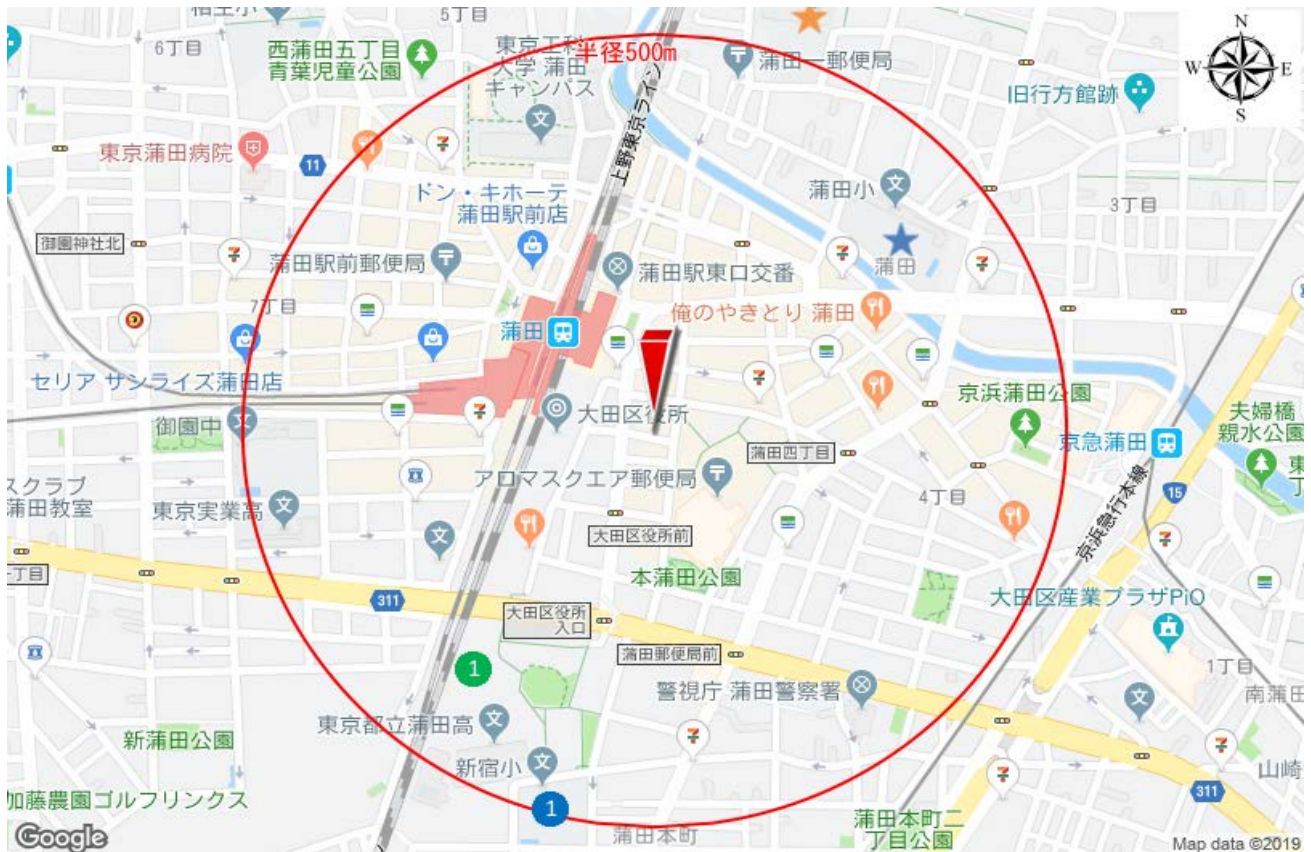 5丁目
6丁目
西蒲田五丁目
青葉児童公園
東京工科
大学 蒲田
キャンパス
半径500m
蒲田一郵便局
旧行方館跡
N
W
E
S
東京蒲田病院
11
上野東京ライン
ドン・キホーテ
蒲田駅前店
蒲田小
3丁目
御園神社北
蒲田駅前郵便局
蒲田駅東口交番
蒲田
7丁目
俺のやきとり 蒲田
蒲田
セリア サンライズ蒲田店
御園中
大田区役所
京浜蒲田公園
夫婦橋
親水公園
蒲田四丁目
京急蒲田
スクラブ
蒲田教室
東京実業高
アロマスクエア郵便局
4丁目
15
京浜急行本線
大田区役所前
丁目
本蒲田公園
311
大田区役所
入口
大田区産業プラザPiO
蒲田郵便局前
1
1丁目
警視庁 蒲田警察署
南蒲田
東京都立蒲田高
新蒲田公園
新宿小
山崎
加藤農園ゴルフリンクス
1
311
蒲田本町
蒲田本町二
丁目公園
Google
Map data ©2019